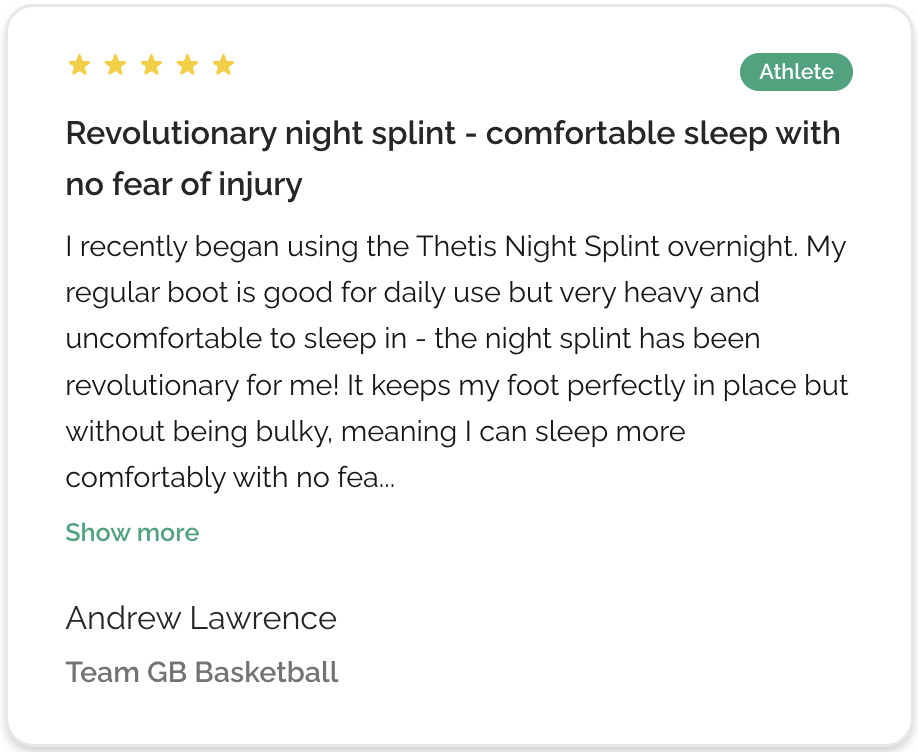 Athlete
Revolutionary night splint - comfortable sleep with
no fear of injury
I recently began using the Thetis Night Splint overnight. My
regular boot is good for daily use but very heavy and
uncomfortable to sleep in - the night splint has been
revolutionary for me! It keeps my foot perfectly in place but
without being bulky, meaning I can sleep more
comfortably with no fea...
Show more
Andrew Lawrence
Team GB Basketball